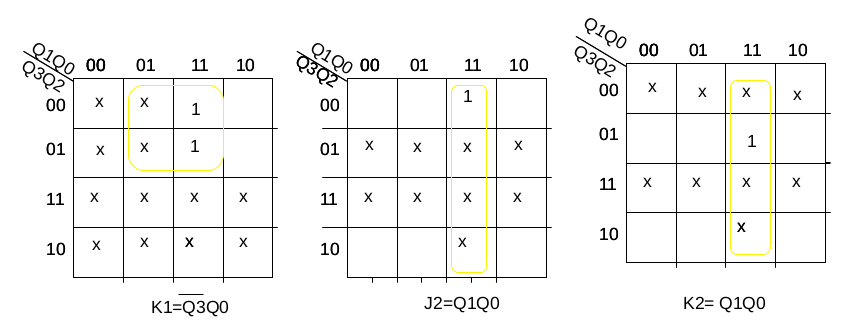 Q1Q0
Q3Q2
00 01 11 10
00 x x 1
01 x x 1
11 x x x x
10 x x x x
K1=Q̅3̅Q0
Q1Q0
Q3Q2
00 01 11 10
00 1
01 x x x x
11 x x x x
10 x
J2=Q1Q0
Q1Q0
Q3Q2
00 01 11 10
00 x x x x
01 1
11 x x x x
10 x
K2= Q1Q0